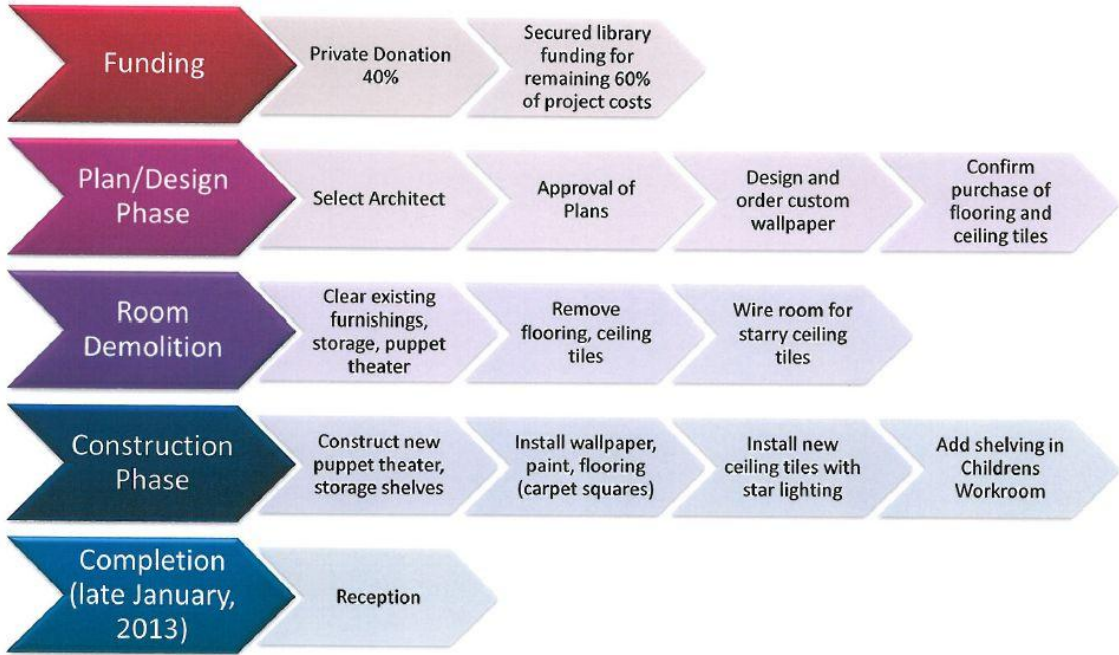 Funding
Private Donation
40%
Secured library
funding for
remaining 60%
of project costs
Plan/Design
Phase
Select Architect
Approval of
Plans
Design and
order custom
wallpaper
Confirm
purchase of
flooring and
ceiling tiles
Room
Demolition
Clear existing
furnishings,
storage, puppet
theater
Remove
flooring, ceiling
tiles
Wire room for
starry ceiling
tiles
Construction
Phase
Construct new
puppet theater,
storage shelves
Install wallpaper,
paint, flooring
(carpet squares)
Install new
ceiling tiles with
star lighting
Add shelving in
Childrens
Workroom
Completion
(late January,
2013)
Reception